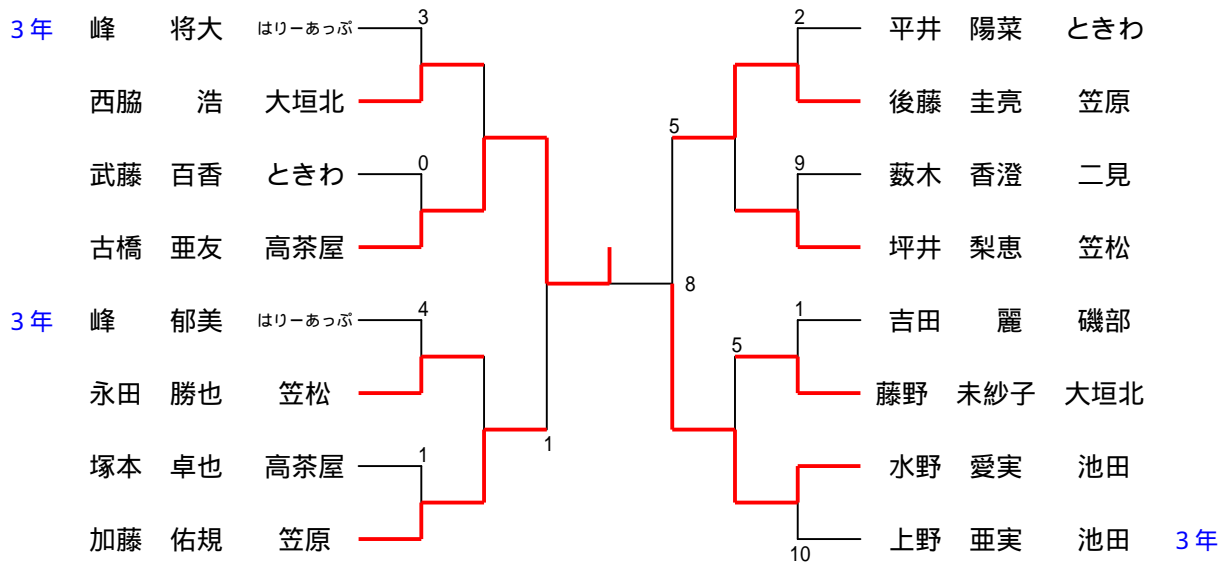 3年 峰 将大 はりーあっぷ 3
西脇 浩 大垣北
武藤 百香 ときわ 0
古橋 亜友 高茶屋
3年 峰 郁美 はりーあっぷ 4
永田 勝也 笠松
1
塚本 卓也 高茶屋 1
加藤 佑規 笠原
2 平井 陽菜 ときわ
後藤 圭亮 笠原
5
9 薮木 香澄 二見
坪井 梨恵 笠松
8
1 吉田 麗 磯部
5
藤野 未紗子 大垣北
水野 愛実 池田
10 上野 亜実 池田 3年